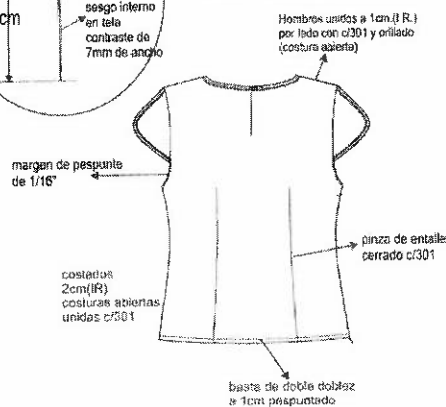 sesgo interno
en tela
contraste de
7mm de ancho
cm
Hombros unidos a 1cm.(I R.)
por lado con c/301 y orillado
(costura abierta)
margen de pespunte
de 1/16"
pinza de entalle
cerrado c/301
costados
2cm(IR)
costuras abiertas
unidas c/301
basta de doble doblez
a 1cm pespuntado